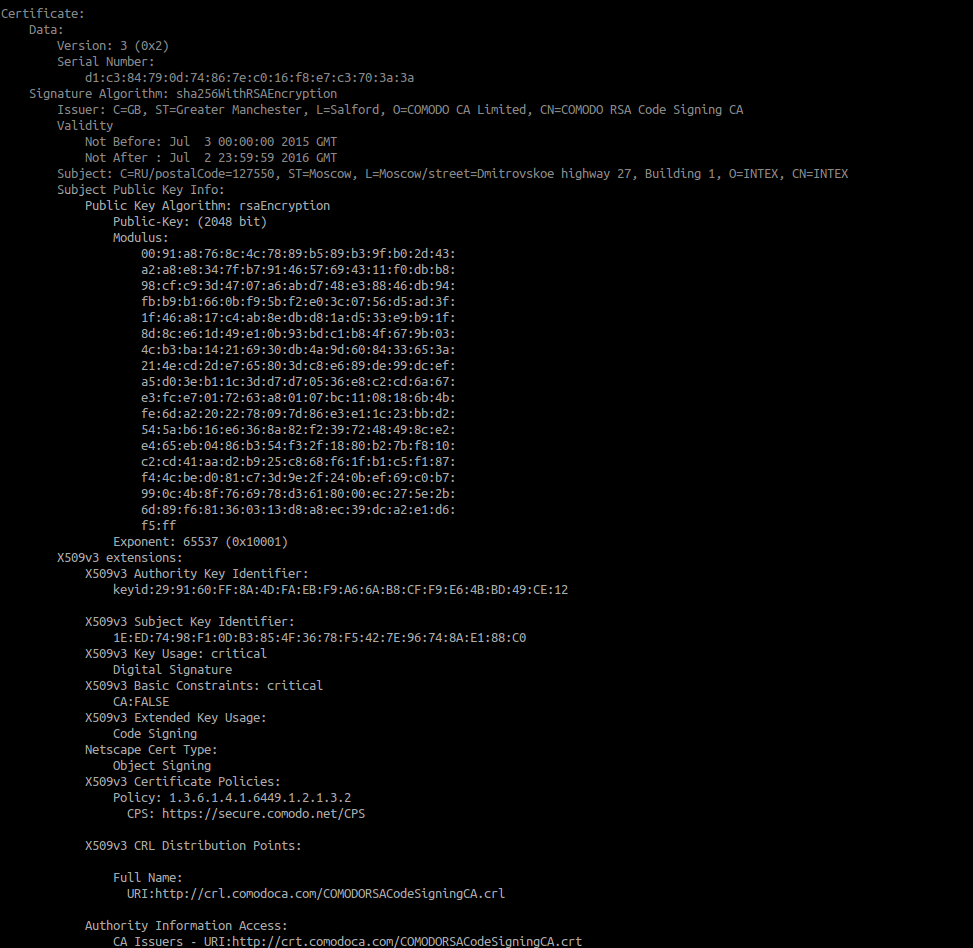 Certificate:
Data:
Version: 3 (0x2)
Serial Number:
d1:c3:84:79:0d:74:86:7e:c0:16:f8:e7:c3:70:3a:3a
Signature Algorithm: sha256WithRSAEncryption
Issuer: C=GB, ST=Greater Manchester, L=Salford, O=COMODO CA Limited, CN=COMODO RSA Code Signing CA
Validity
Not Before: Jul  3 00:00:00 2015 GMT
Not After : Jul  2 23:59:59 2016 GMT
Subject: C=RU/postalCode=127550, ST=Moscow, L=Moscow/street=Dmitrovskoe highway 27, Building 1, O=INTEX, CN=INTEX
Subject Public Key Info:
Public Key Algorithm: rsaEncryption
Public-Key: (2048 bit)
Modulus:
00:91:a8:76:8c:4c:78:89:b5:89:b3:9f:b0:2d:43:
a2:a8:e8:34:7f:b7:91:46:57:69:43:11:f0:db:b8:
98:cf:c9:3d:47:07:a6:ab:d7:48:e3:88:46:db:94:
fb:b9:b1:66:0b:f9:5b:f2:e0:3c:07:56:d5:ad:3f:
1f:46:a8:17:c4:ab:8e:db:d8:1a:d5:33:e9:b9:1f:
8d:8c:e6:1d:49:e1:0b:93:bd:c1:b8:4f:67:9b:03:
4c:b3:ba:14:21:69:30:db:4a:9d:60:84:33:65:3a:
21:4e:cd:2d:e7:65:80:3d:c8:e6:89:de:99:dc:ef:
a5:d0:3e:b1:1c:3d:d7:d7:05:36:e8:c2:cd:6a:67:
e3:fc:e7:01:72:63:a8:01:07:bc:11:08:18:6b:4b:
fe:6d:a2:20:22:78:09:7d:86:e3:e1:1c:23:bb:d2:
54:5a:b6:16:e6:36:8a:82:f2:39:72:48:49:8c:e2:
e4:65:eb:04:86:b3:54:f3:2f:18:80:b2:7b:f8:10:
c2:cd:41:aa:d2:b9:25:c8:68:f6:1f:b1:c5:f1:87:
f4:4c:be:d0:81:c7:3d:9e:2f:24:0b:ef:69:c0:b7:
99:0c:4b:8f:76:69:78:d3:61:80:00:ec:27:5e:2b:
6d:89:f6:81:36:03:13:d8:a8:ec:39:dc:a2:e1:d6:
f5:ff
Exponent: 65537 (0x10001)
X509v3 extensions:
X509v3 Authority Key Identifier:
keyid:29:91:60:FF:8A:4D:FA:EB:F9:A6:6A:B8:CF:F9:E6:4B:BD:49:CE:12
X509v3 Subject Key Identifier:
1E:ED:74:98:F1:0D:B3:85:4F:36:78:F5:42:7E:96:74:8A:E1:88:C0
X509v3 Key Usage: critical
Digital Signature
X509v3 Basic Constraints: critical
CA:FALSE
X509v3 Extended Key Usage:
Code Signing
Netscape Cert Type:
Object Signing
X509v3 Certificate Policies:
Policy: 1.3.6.1.4.1.6449.1.2.1.3.2
CPS: https://secure.comodo.net/CPS
X509v3 CRL Distribution Points:
Full Name:
URI:http://crl.comodoca.com/COMODORSACodeSigningCA.crl
Authority Information Access:
CA Issuers - URI:http://crt.comodoca.com/COMODORSACodeSigningCA.crt